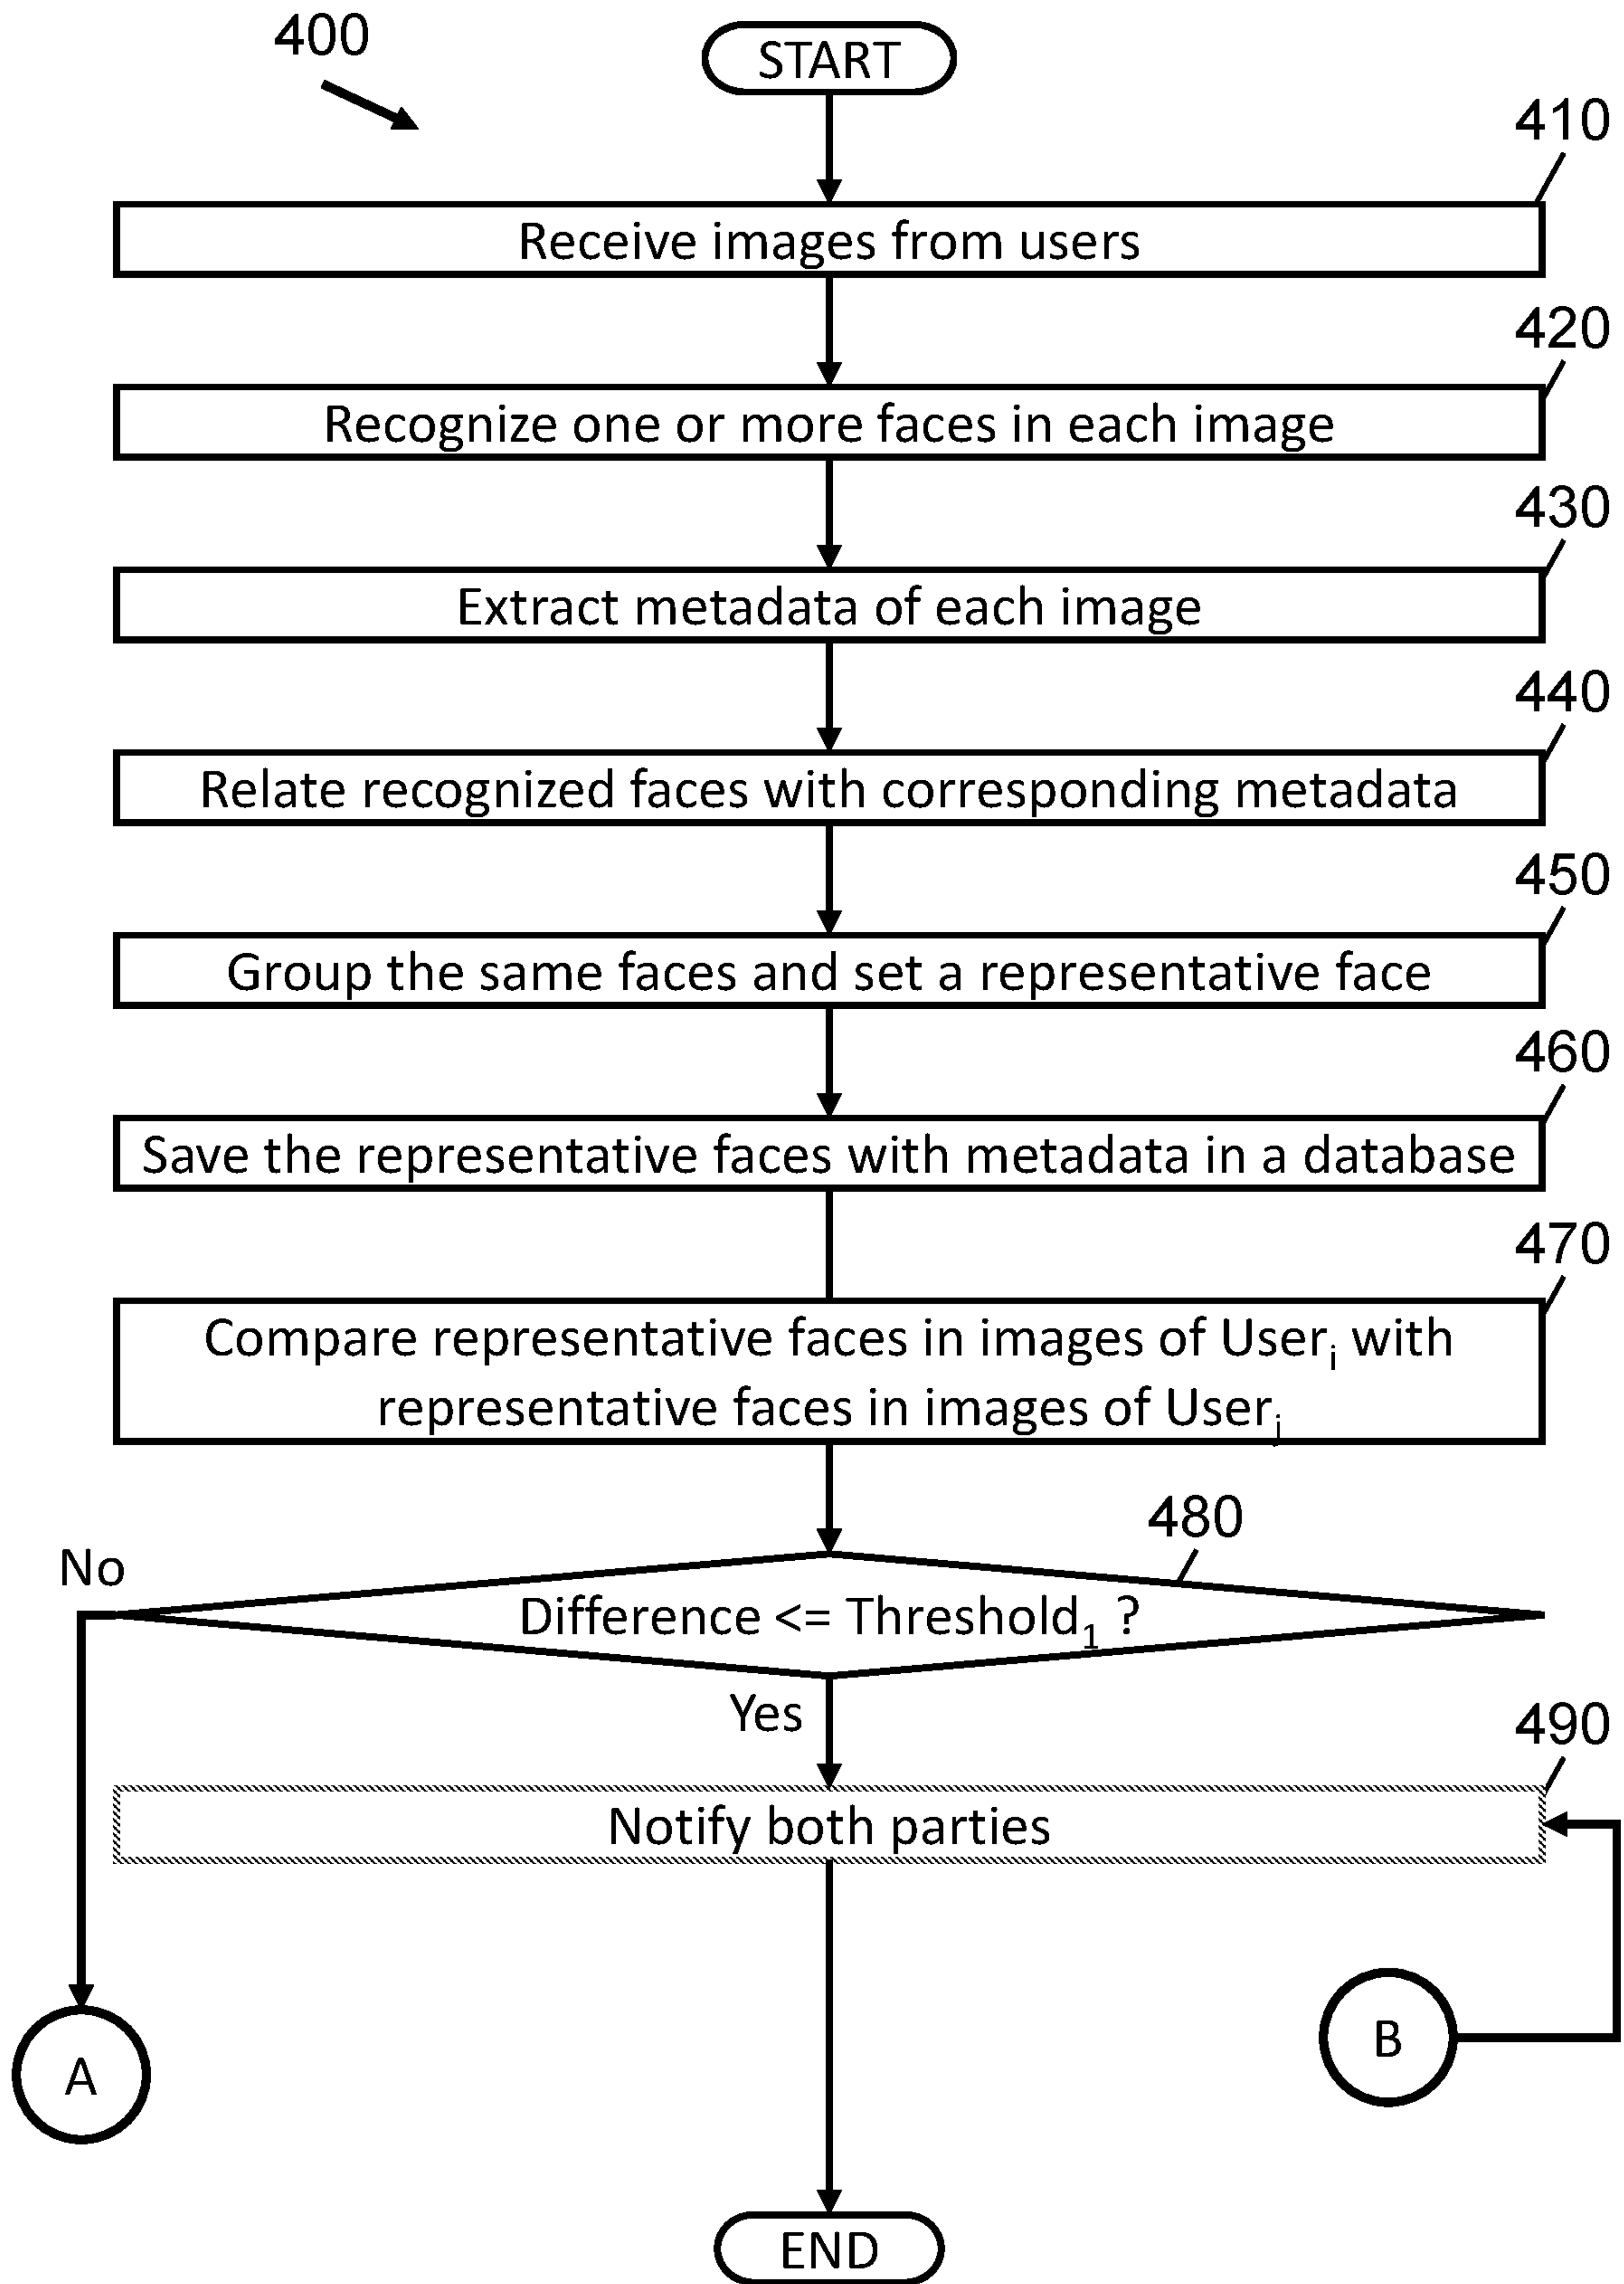 400
START
410
Receive images from users
420
Recognize one or more faces in each image
430
Extract metadata of each image
440
Relate recognized faces with corresponding metadata
450
Group the same faces and set a representative face
460
Save the representative faces with metadata in a database
470
Compare representative faces in images of Userᵢ with
representative faces in images of Userⱼ
480
No
Difference <= Threshold₁ ?
Yes
490
Notify both parties
B
A
END